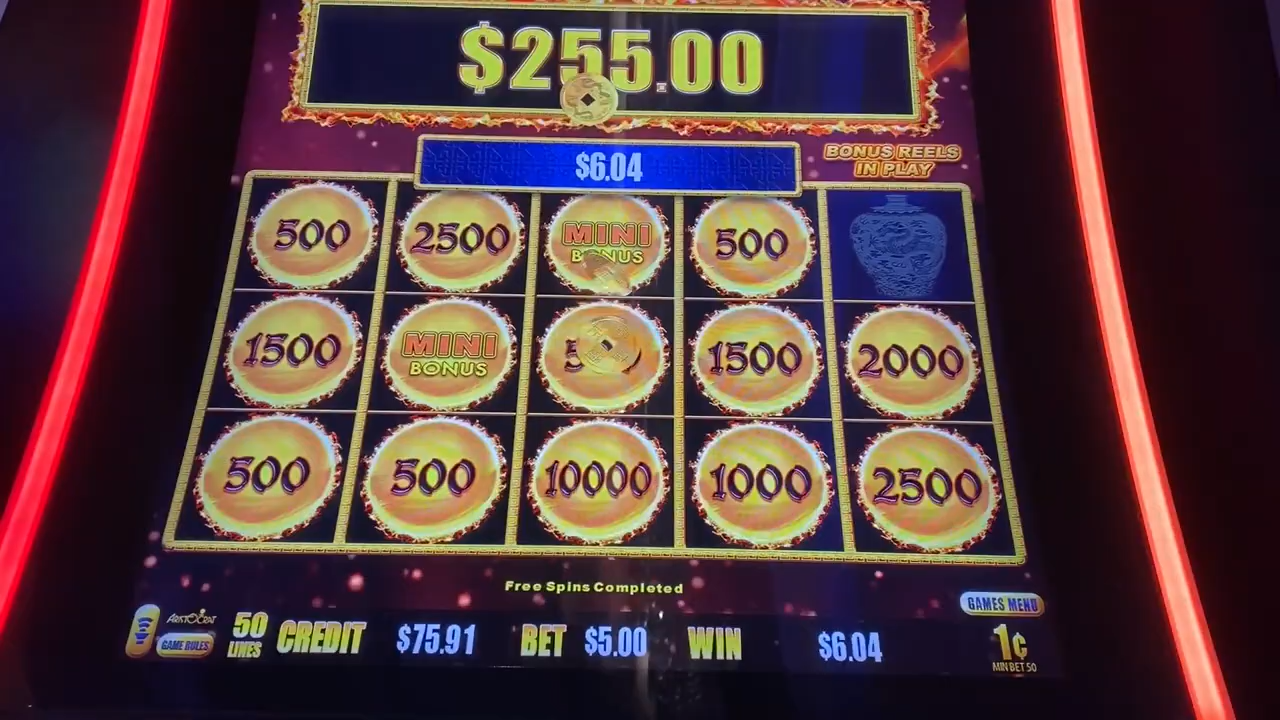 $255.00
$6.04
BONUS REELS
IN PLAY
500 2500 MINI BONUS 500
1500 MINI BONUS 1500 2000
500 500 10000 1000 2500
Free Spins Completed
GAMES MENU
ARISTOCRAT
GAME RULES
50 LINES
CREDIT $75.91 BET $5.00 WIN $6.04
1¢
MIN BET 50